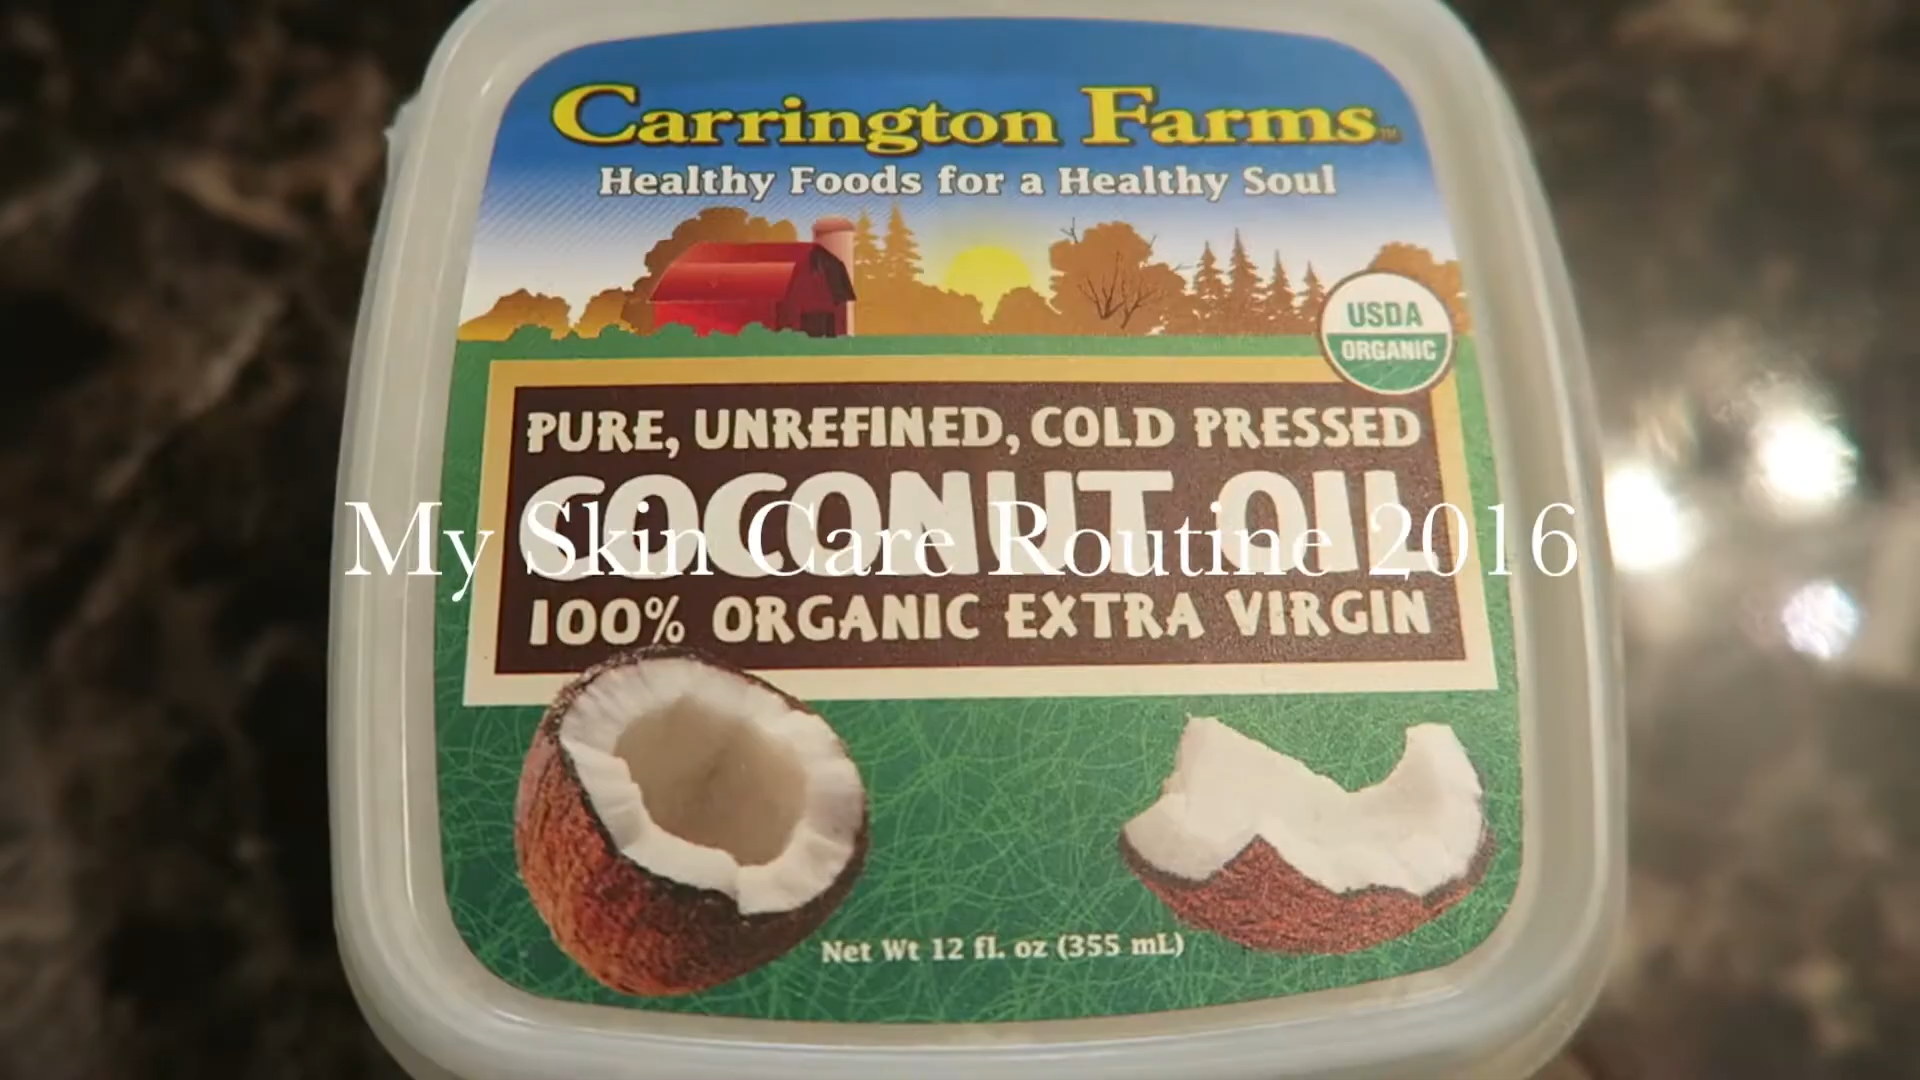 Carrington Farms™
Healthy Foods for a Healthy Soul
USDA
ORGANIC
PURE, UNREFINED, COLD PRESSED
COCONUT OIL
My Skin Care Routine 2016
100% ORGANIC EXTRA VIRGIN
Net Wt 12 fl. oz (355 mL)